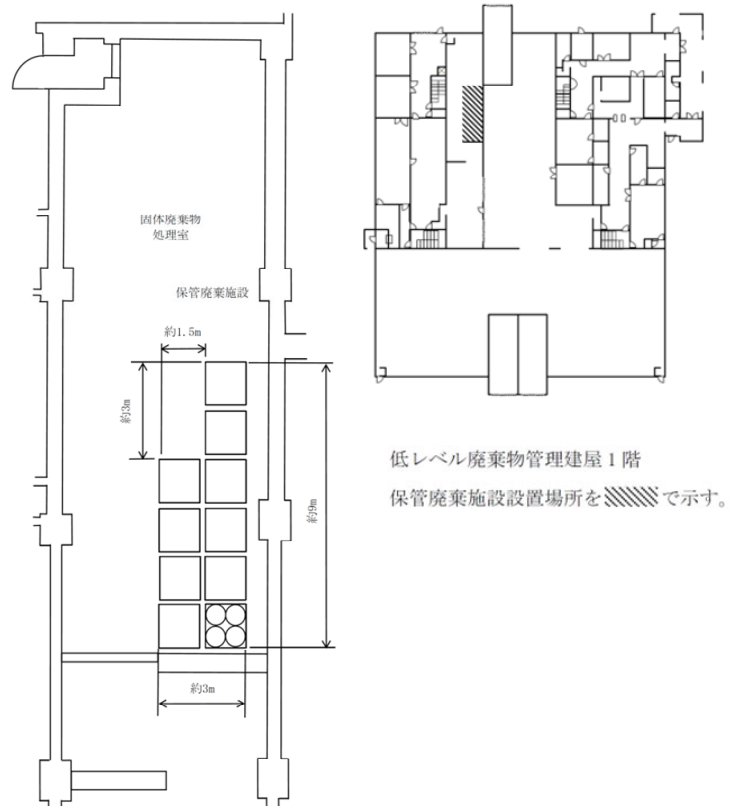 固体廃棄物
処理室
保管廃棄施設
約1.5m
約3m
約9m
約3m
低レベル廃棄物管理建屋1階
保管廃棄施設設置場所を
で示す。